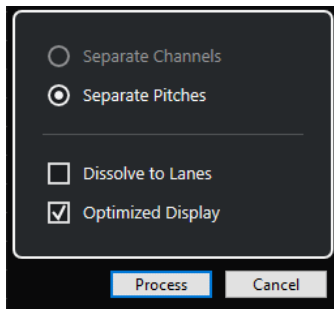 Separate Channels
Separate Pitches
Dissolve to Lanes
Optimized Display
Process Cancel